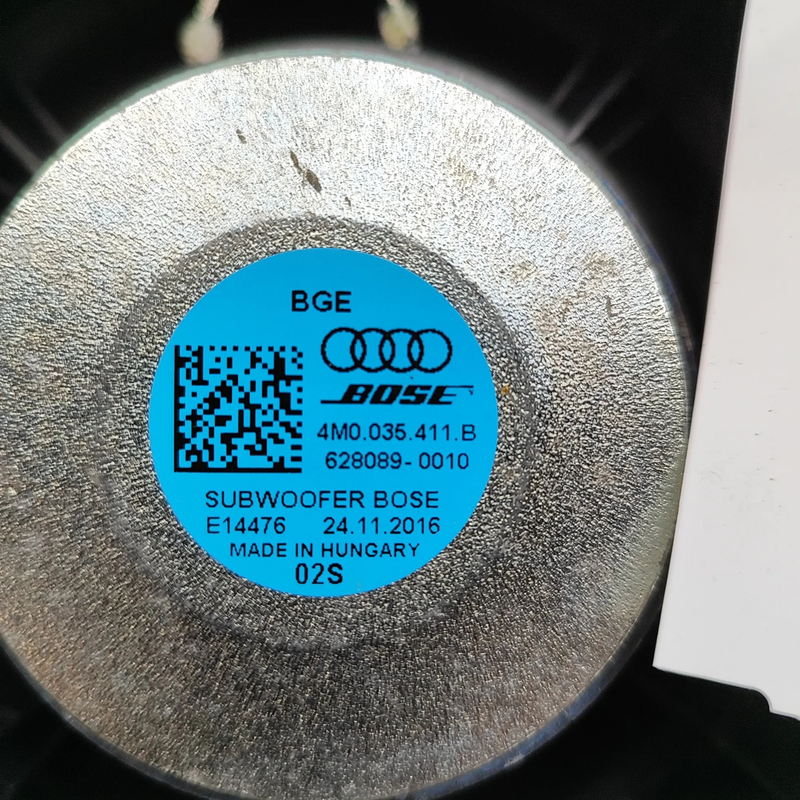 BGE
BOSE
4M0.035.411.B
628089-0010
SUBWOOFER BOSE
E14476 24.11.2016
MADE IN HUNGARY
02S